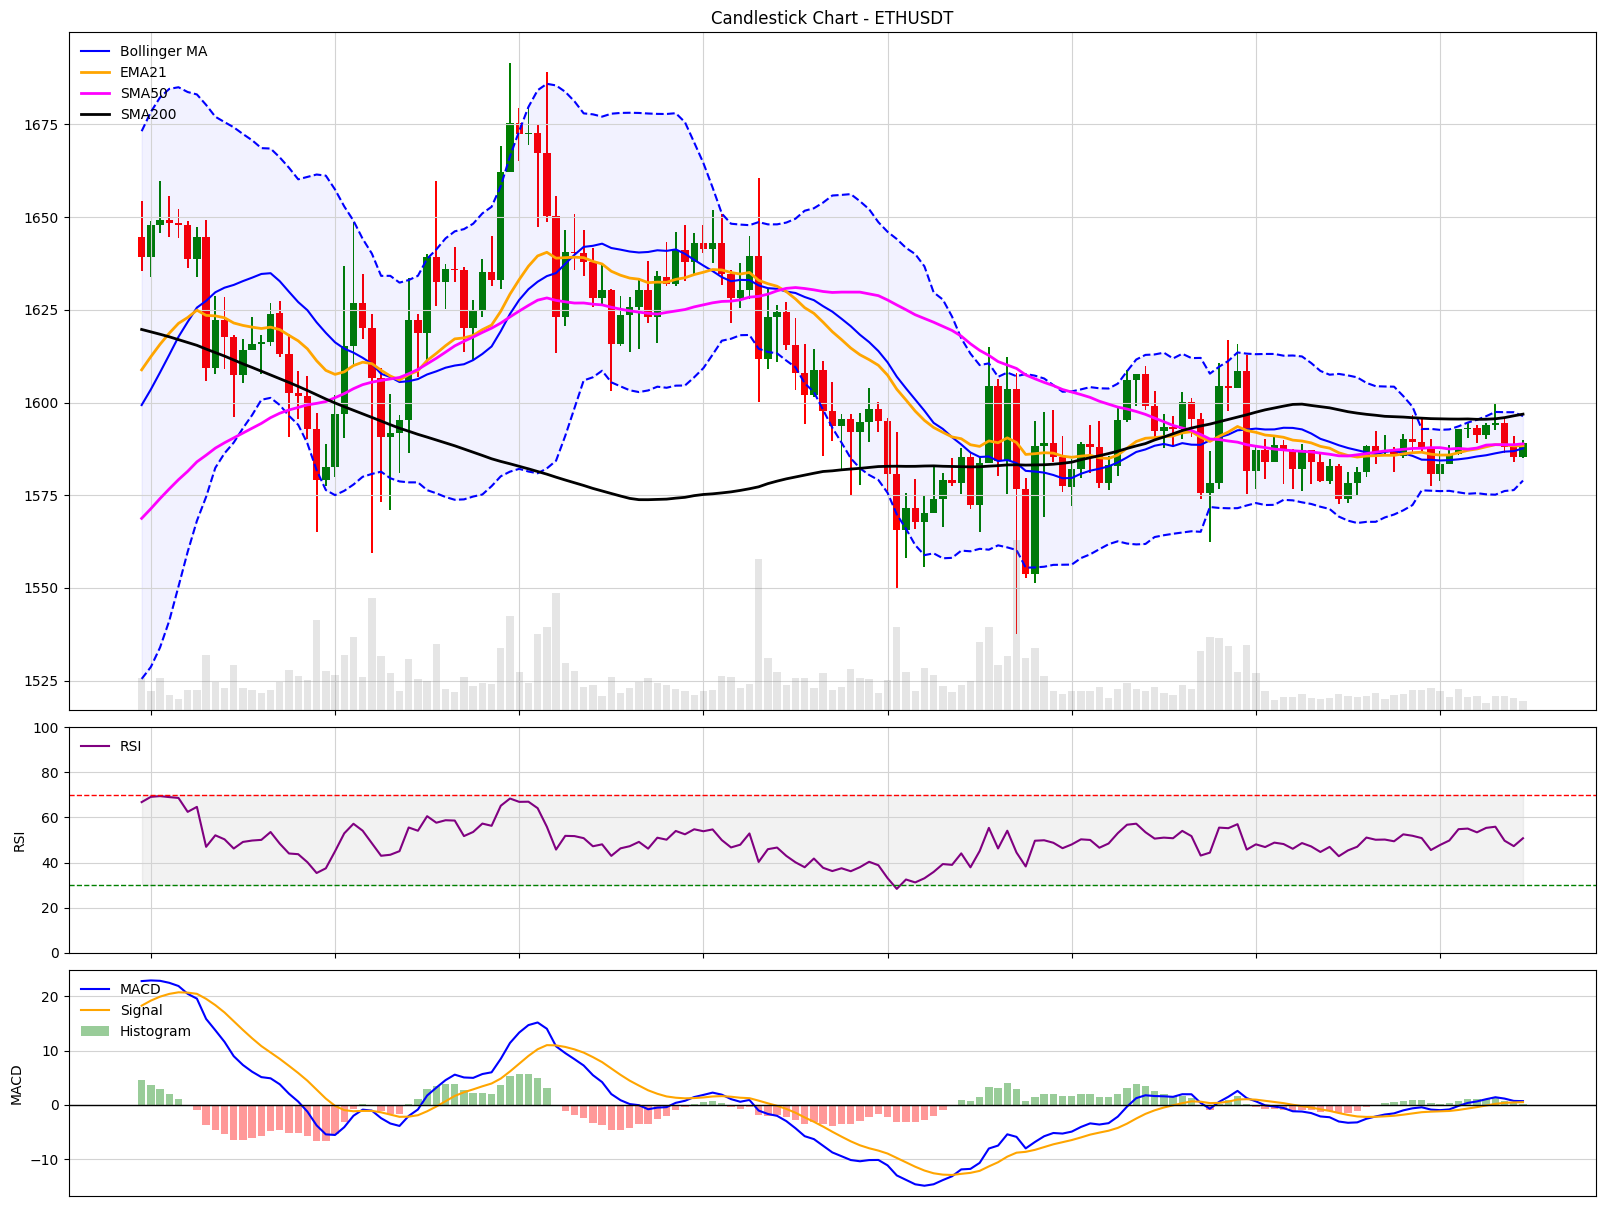 Candlestick Chart - ETHUSDT
Bollinger MA
EMA21
SMA50
SMA200
1675
1650
1625
1600
1575
1550
1525
RSI
RSI
100
80
60
40
20
0
MACD
Signal
Histogram
MACD
20
10
0
−10